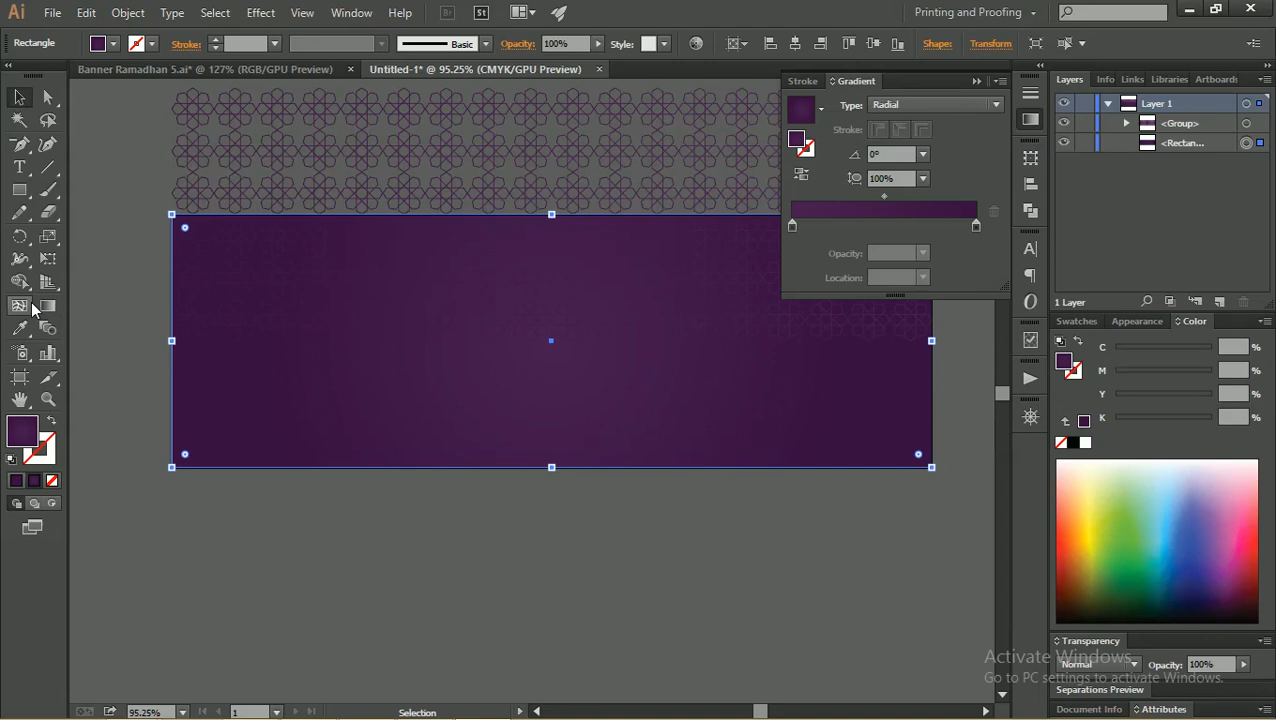 Ai File Edit Object Type Select Effect View Window Help Br St Printing and Proofing
Rectangle Stroke: Basic Opacity: 100% Style: Shape: Transform
Banner Ramadhan 5.ai* @ 127% (RGB/GPU Preview) × Untitled-1* @ 95.25% (CMYK/GPU Preview) ×
Stroke Gradient
Type: Radial
Stroke:
0°
100%
Opacity:
Location:
Layers Info Links Libraries Artboards
Layer 1
<Group>
<Rectan...
1 Layer
Swatches Appearance Color
C %
M %
Y %
K %
Transparency
Normal Opacity: 100%
Separations Preview
Document Info Attributes
Activate Windows
Go to PC settings to activate Windows.
95.25% 1 Selection